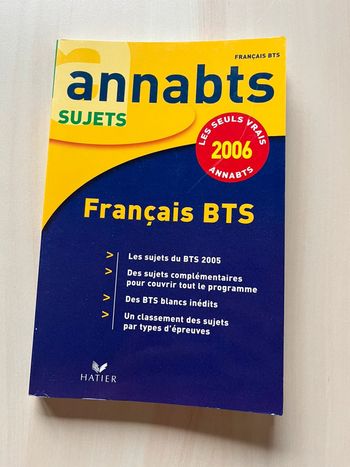 FRANÇAIS BTS
annabts
SUJETS
LES SEULS VRAIS
2006
ANNABTS
Français BTS
> Les sujets du BTS 2005
> Des sujets complémentaires
pour couvrir tout le programme
> Des BTS blancs inédits
> Un classement des sujets
par types d'épreuves
HATIER